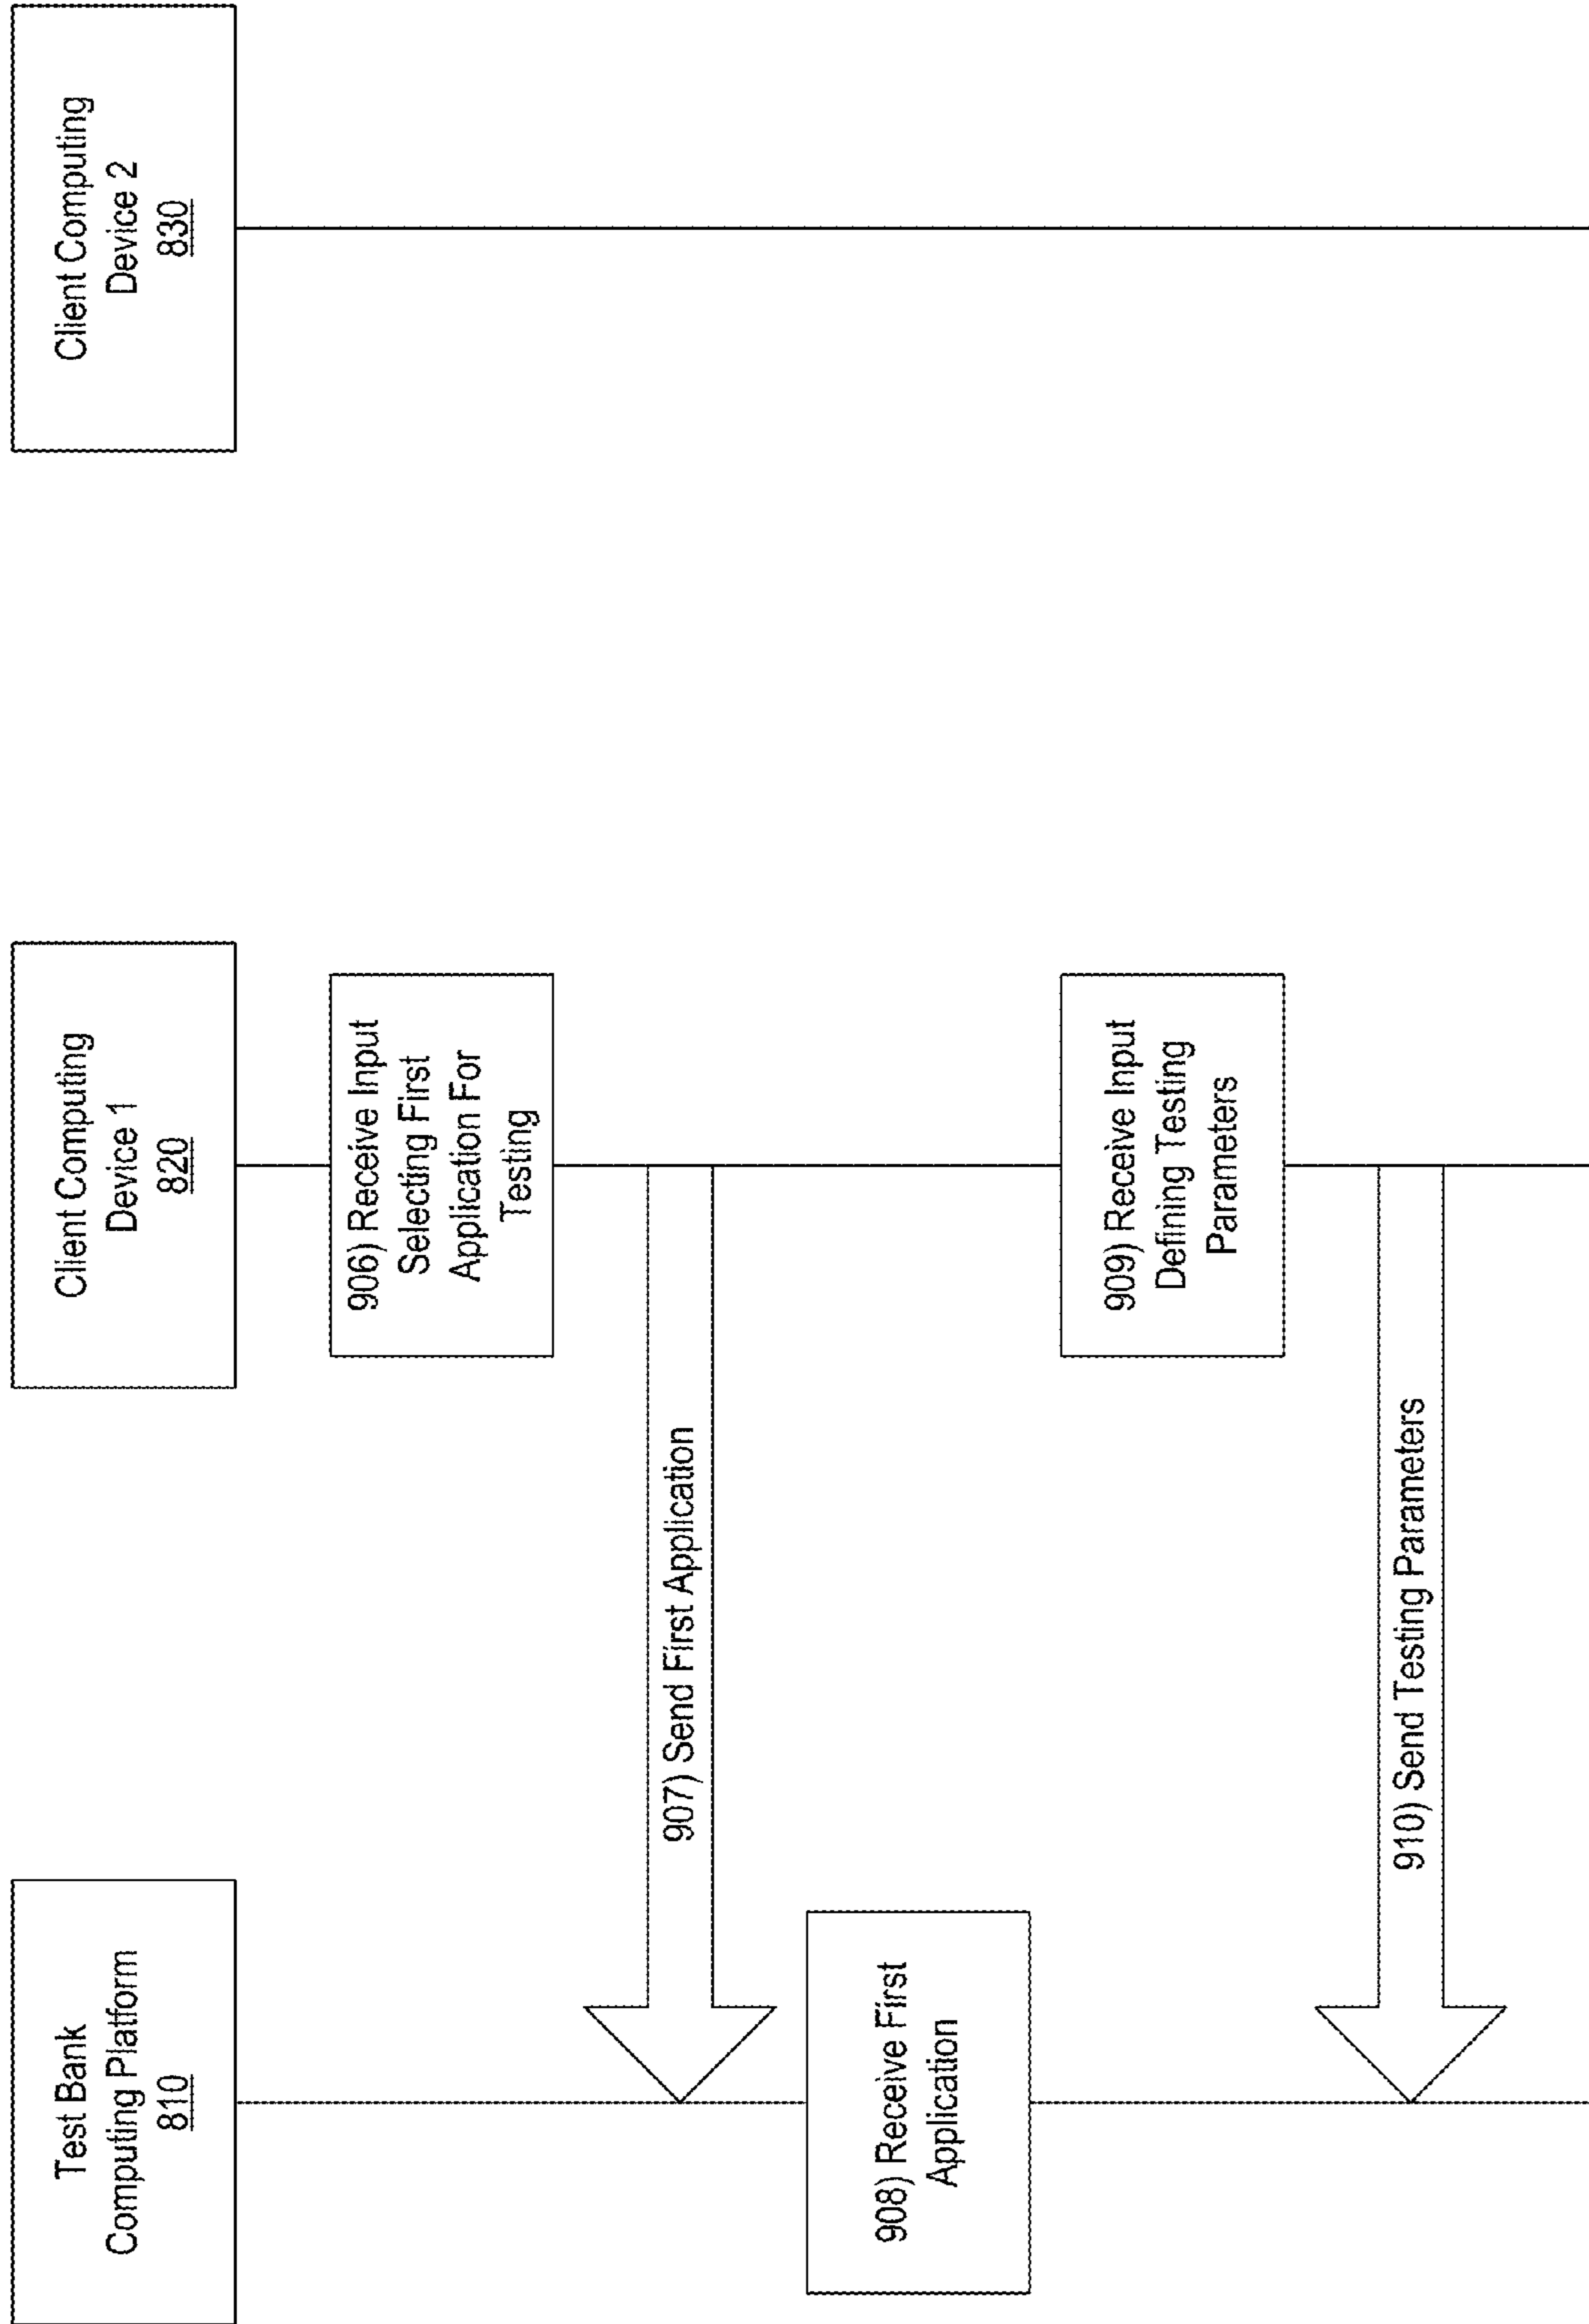 Test Bank
Computing Platform
810
Client Computing
Device 1
820
Client Computing
Device 2
830
906) Receive Input
Selecting First
Application For
Testing
907) Send First Application
908) Receive First
Application
909) Receive Input
Defining Testing
Parameters
910) Send Testing Parameters